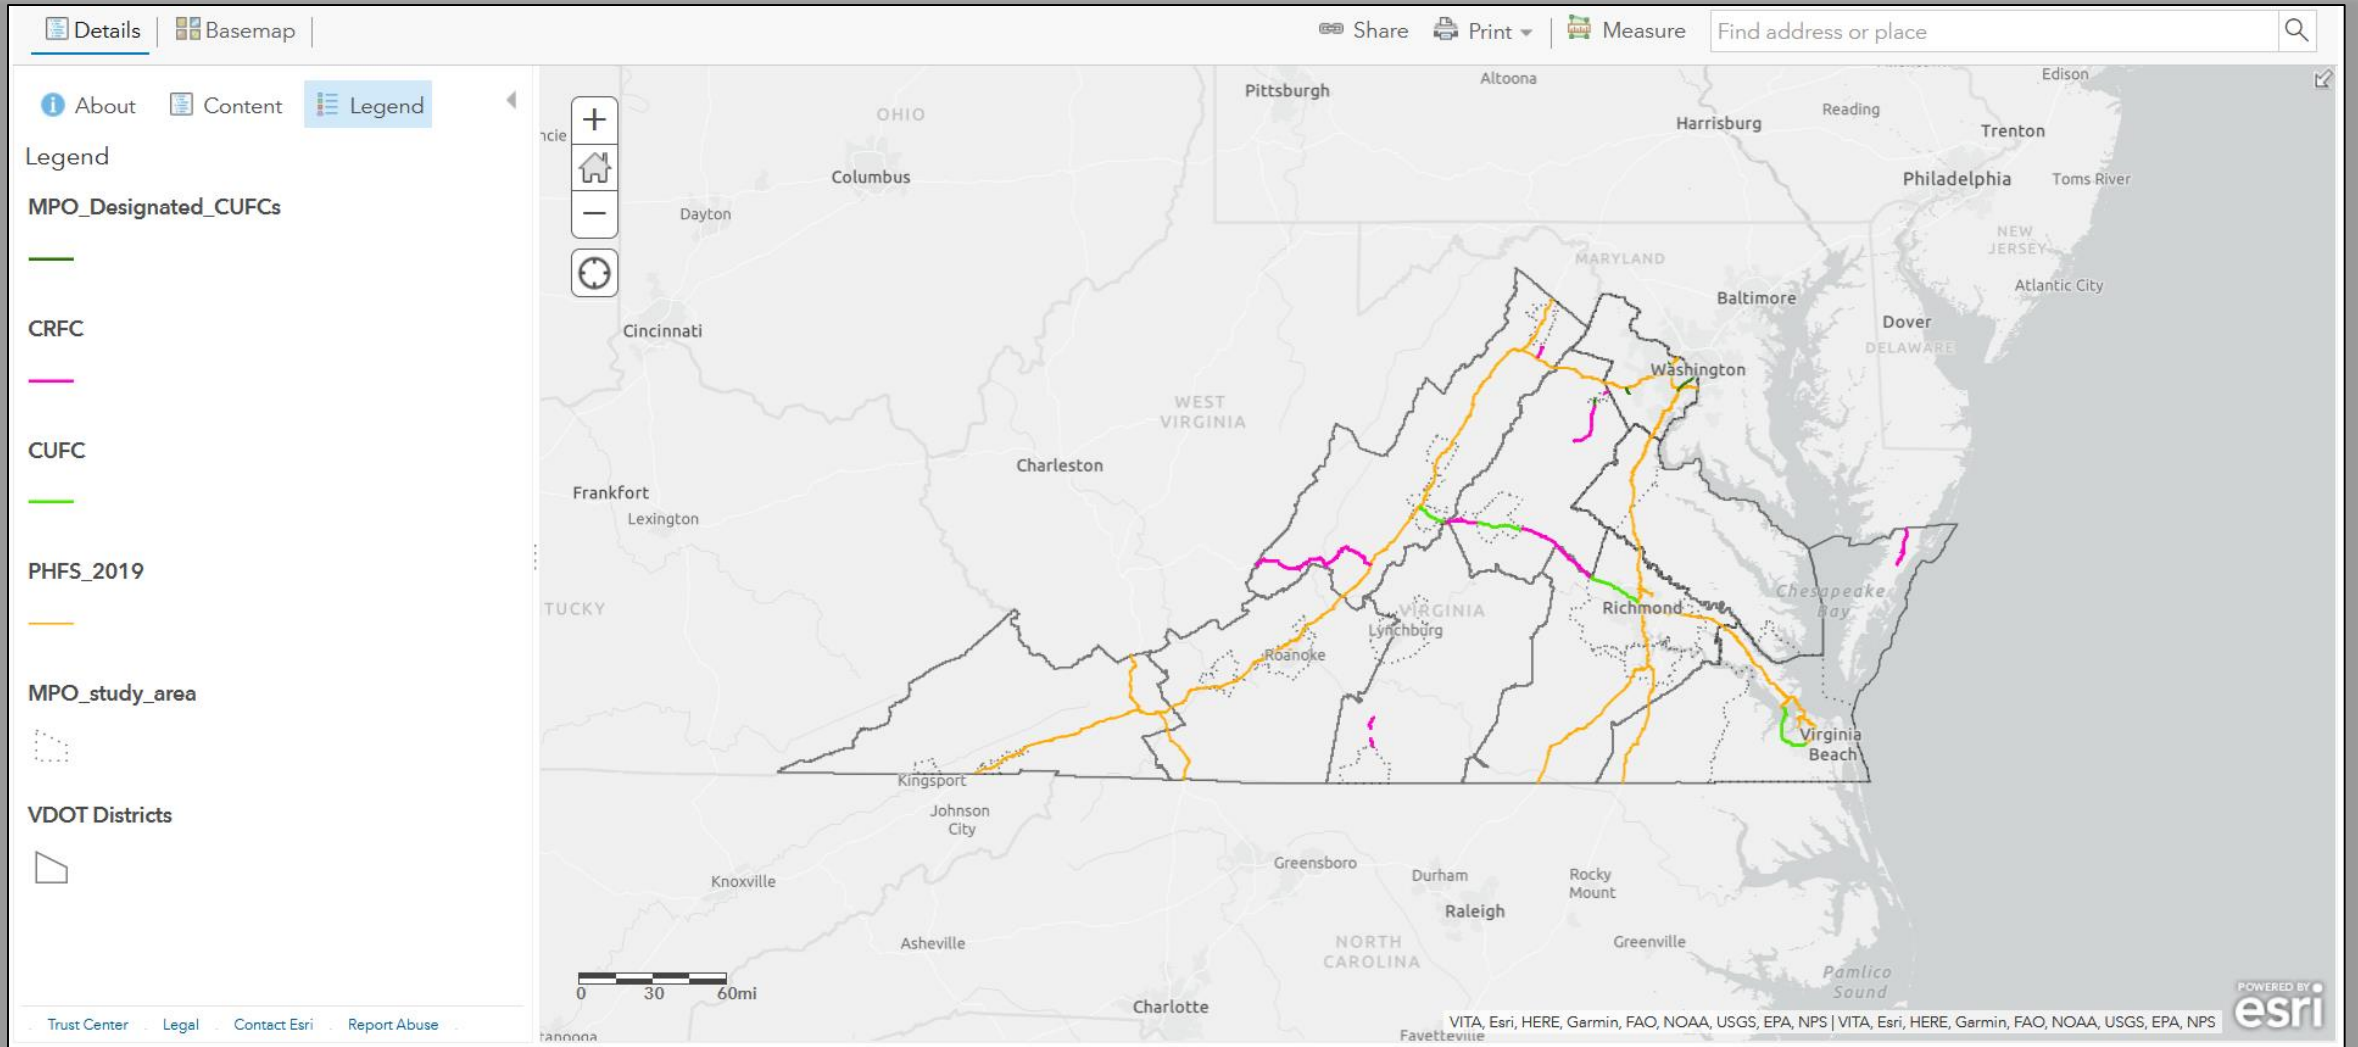 Details
Basemap
Share
Print
Measure
Find address or place
About
Content
Legend
Legend
MPO_Designated_CUFCs
CRFC
CUFC
PHFS_2019
MPO_study_area
VDOT Districts
Trust Center
Legal
Contact Esri
Report Abuse
Pittsburgh
Altoona
Edison
Reading
Harrisburg
Trenton
OHIO
ncie
Columbus
Philadelphia
Toms River
Dayton
NEW
JERSEY
MARYLAND
Atlantic City
Baltimore
Cincinnati
Dover
DELAWARE
Washington
WEST
VIRGINIA
Charleston
Frankfort
Lexington
Chesapeake
Bay
TUCKY
VIRGINIA
Richmond
Lynchburg
Roanoke
Virginia
Beach
Kingsport
Johnson
City
Greensboro
Durham
Rocky
Mount
Knoxville
Raleigh
Asheville
NORTH
CAROLINA
Greenville
Pamlico
Sound
0 30 60mi
Charlotte
POWERED BY
esri
VITA, Esri, HERE, Garmin, FAO, NOAA, USGS, EPA, NPS | VITA, Esri, HERE, Garmin, FAO, NOAA, USGS, EPA, NPS
tanooga
Fayetteville